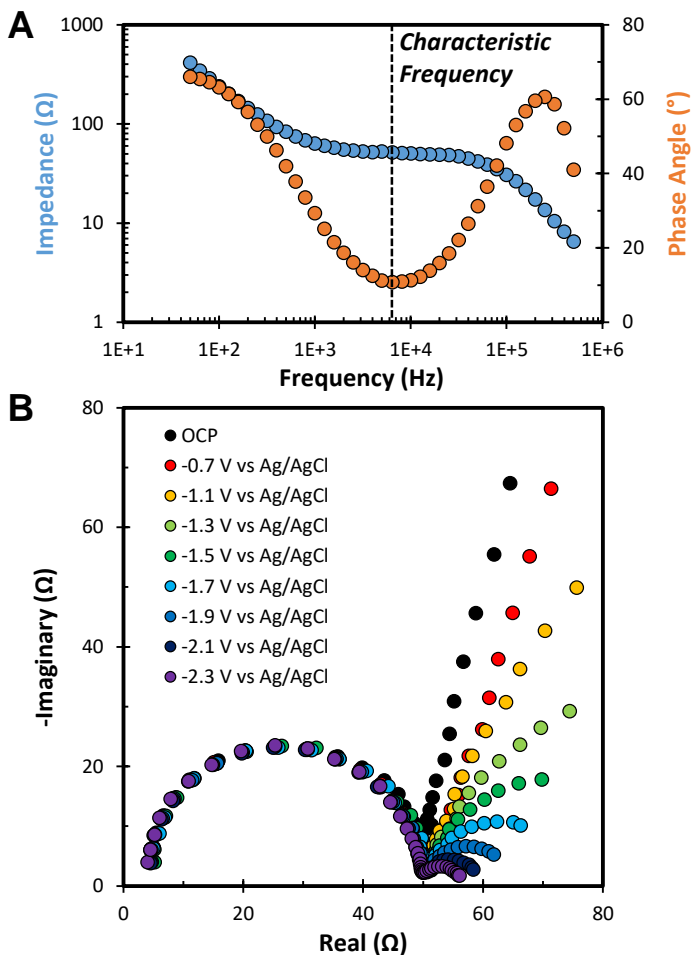 A
1000
100
10
1
80
60
40
20
0
Impedance (Ω)
Phase Angle (°)
Characteristic
Frequency
1E+1
1E+2
1E+3
1E+4
1E+5
1E+6
Frequency (Hz)
B
80
60
40
20
0
-Imaginary (Ω)
OCP
-0.7 V vs Ag/AgCl
-1.1 V vs Ag/AgCl
-1.3 V vs Ag/AgCl
-1.5 V vs Ag/AgCl
-1.7 V vs Ag/AgCl
-1.9 V vs Ag/AgCl
-2.1 V vs Ag/AgCl
-2.3 V vs Ag/AgCl
0
20
40
60
80
Real (Ω)